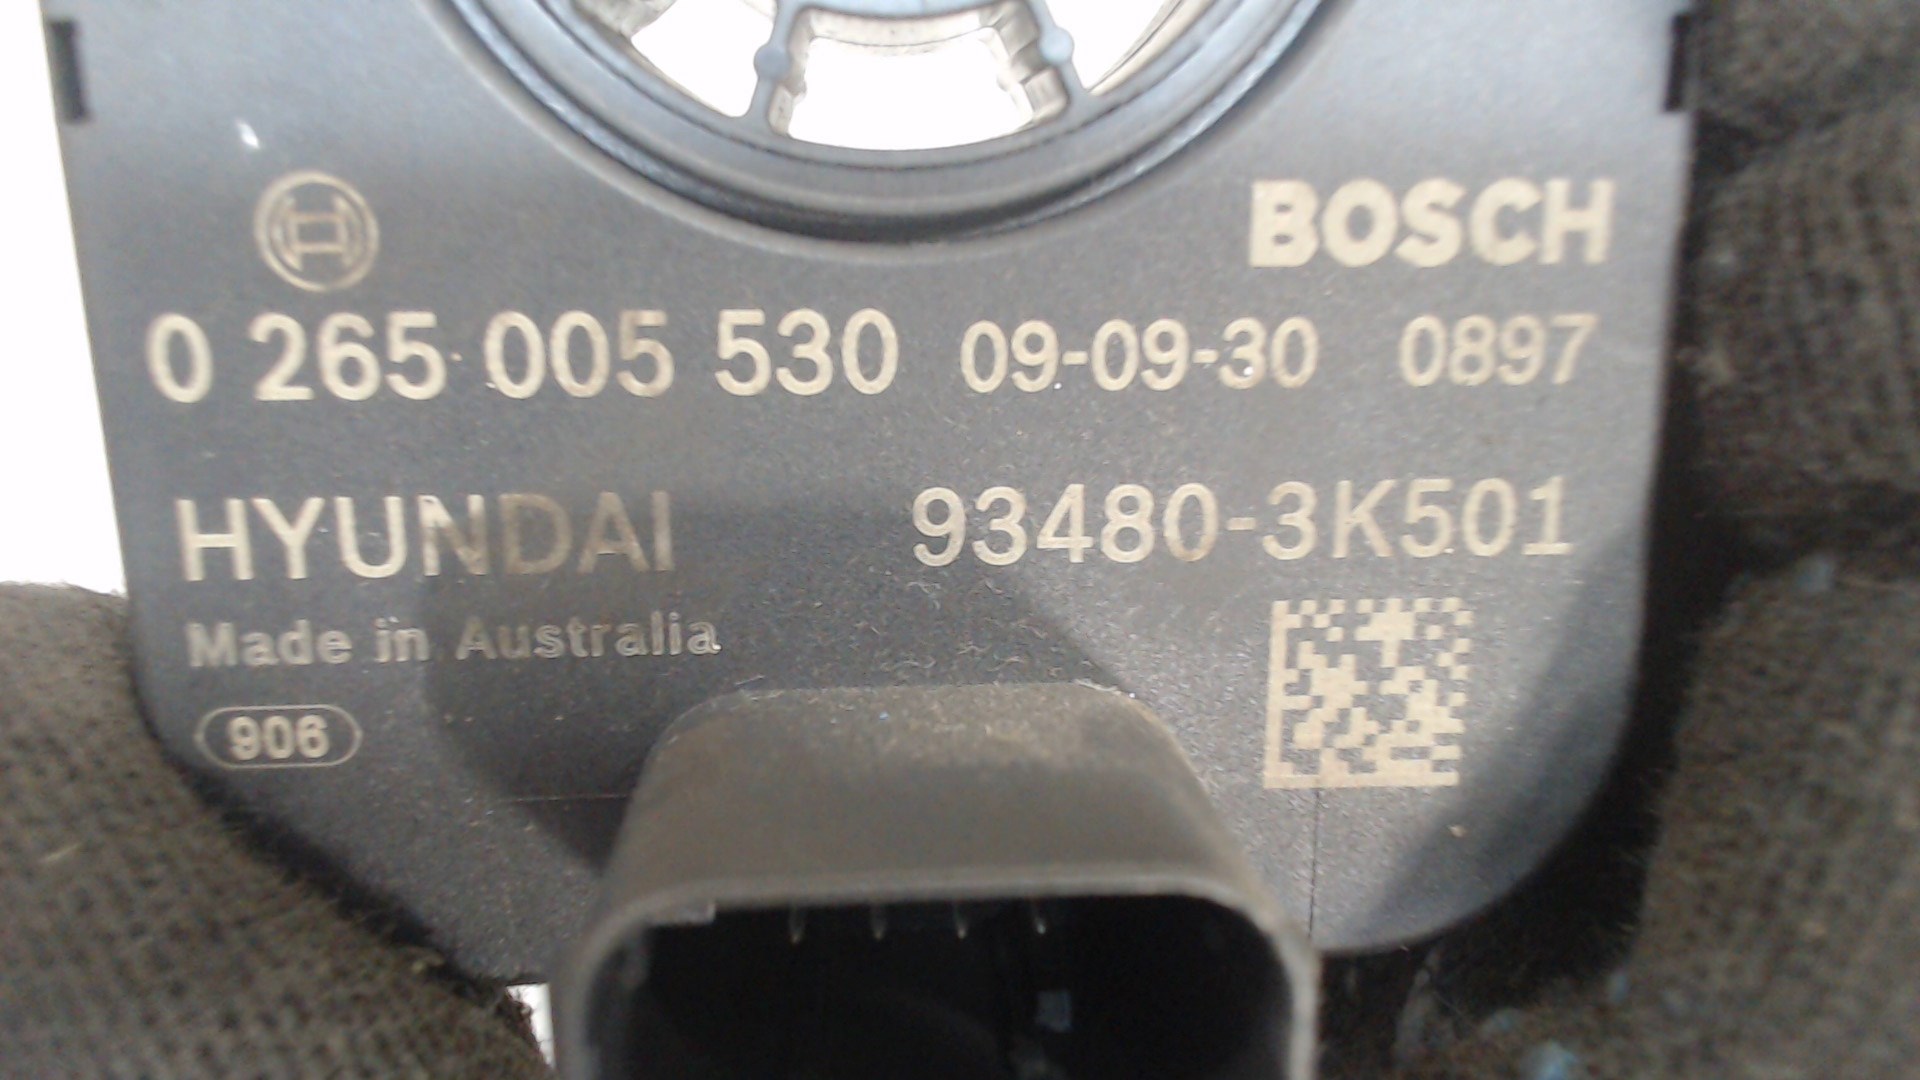 BOSCH
0 265 005 530 09-09-30 0897
HYUNDAI 93480-3K501
Made in Australia
906